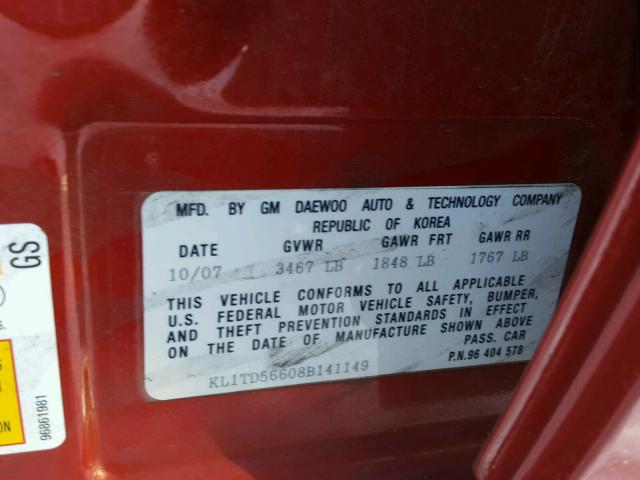 MFD. BY GM DAEWOO AUTO & TECHNOLOGY COMPANY
REPUBLIC OF KOREA
DATE GVWR GAWR FRT GAWR RR
10/07 3467 LB 1848 LB 1767 LB
THIS VEHICLE CONFORMS TO ALL APPLICABLE
U.S. FEDERAL MOTOR VEHICLE SAFETY, BUMPER,
AND THEFT PREVENTION STANDARDS IN EFFECT
ON THE DATE OF MANUFACTURE SHOWN ABOVE
PASS. CAR
P.N. 96 404 578
KL1TD56608B141149
GS
96861981